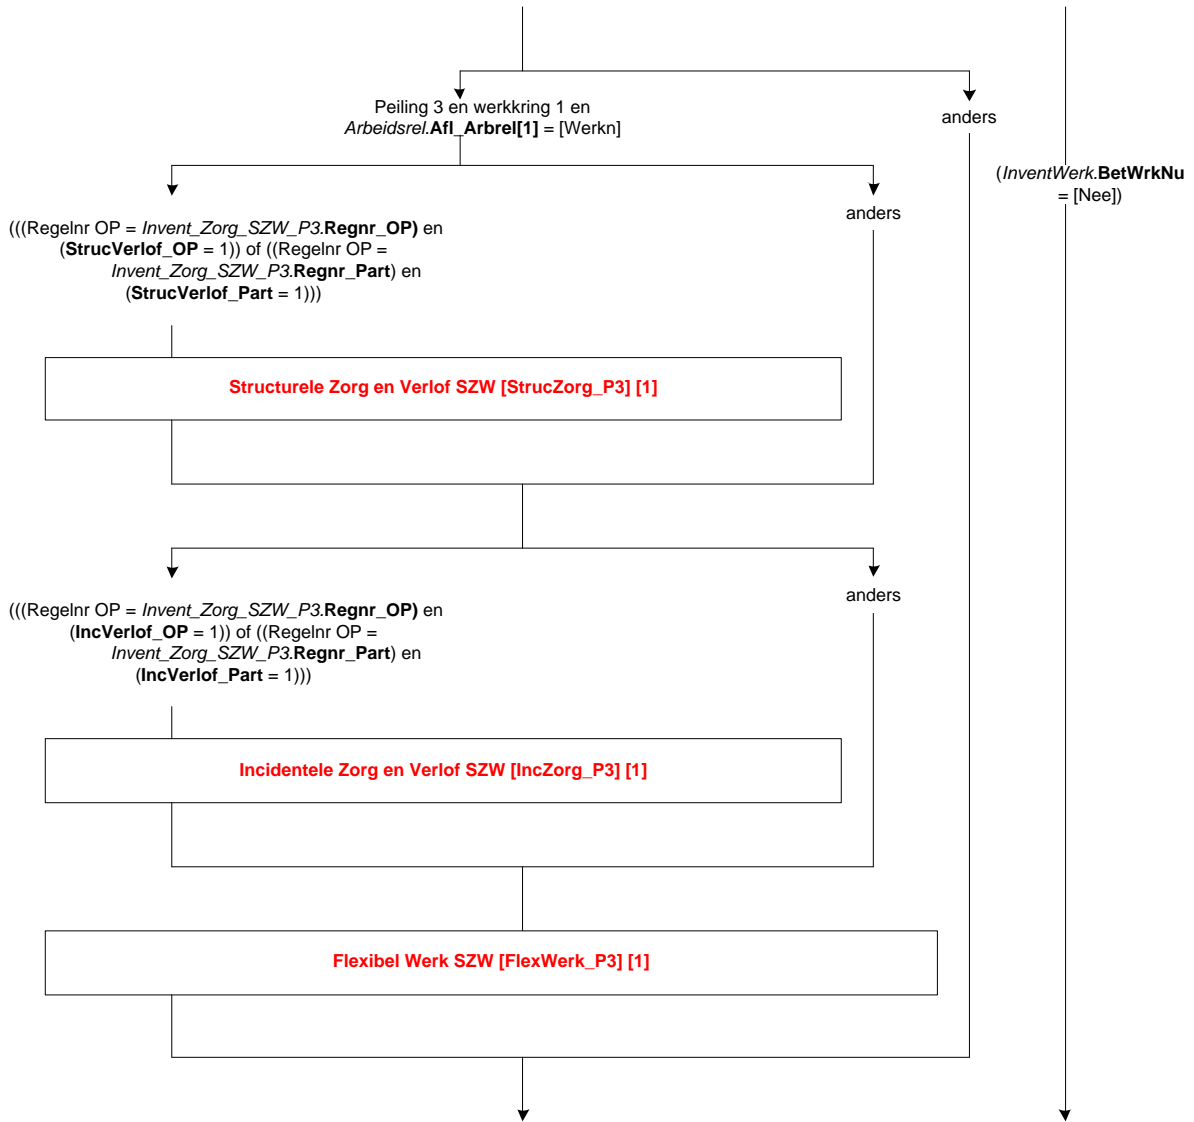 Peiling 3 en werkkring 1 en
Arbeidsrel.Afl_Arbrel[1] = [Werkn]
anders
(InventWerk.BetWrkNu
= [Nee])
(((Regelnr OP = Invent_Zorg_SZW_P3.Regnr_OP) en
(StrucVerlof_OP = 1)) of ((Regelnr OP =
Invent_Zorg_SZW_P3.Regnr_Part) en
(StrucVerlof_Part = 1)))
anders
Structurele Zorg en Verlof SZW [StrucZorg_P3] [1]
(((Regelnr OP = Invent_Zorg_SZW_P3.Regnr_OP) en
(IncVerlof_OP = 1)) of ((Regelnr OP =
Invent_Zorg_SZW_P3.Regnr_Part) en
(IncVerlof_Part = 1)))
anders
Incidentele Zorg en Verlof SZW [IncZorg_P3] [1]
Flexibel Werk SZW [FlexWerk_P3] [1]